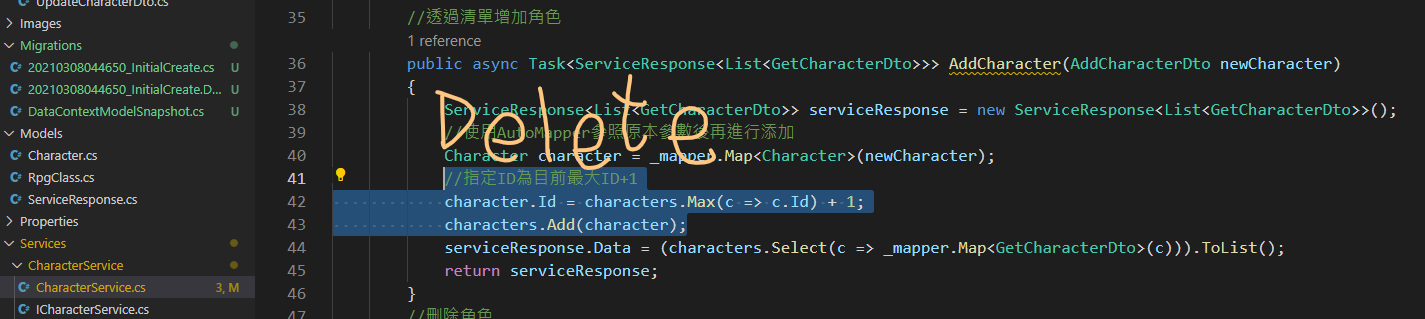 UpdateCharacterDto.cs
Images
Migrations
20210308044650_InitialCreate.cs U
20210308044650_InitialCreate.D... U
DataContextModelSnapshot.cs U
Models
Character.cs
RpgClass.cs
ServiceResponse.cs
Properties
Services
CharacterService
CharacterService.cs 3, M
ICharacterService.cs
35 //透過清單增加角色
1 reference
36 public async Task<ServiceResponse<List<GetCharacterDto>>> AddCharacter(AddCharacterDto newCharacter)
37 {
38 ServiceResponse<List<GetCharacterDto>> serviceResponse = new ServiceResponse<List<GetCharacterDto>>();
39 //使用AutoMapper參照原本參數後再進行添加
40 Character character = _mapper.Map<Character>(newCharacter);
41 //指定ID為目前最大ID+1
42 character.Id = characters.Max(c => c.Id) + 1;
43 characters.Add(character);
44 serviceResponse.Data = (characters.Select(c => _mapper.Map<GetCharacterDto>(c))).ToList();
45 return serviceResponse;
46 }
47 //刪除角色
Delete